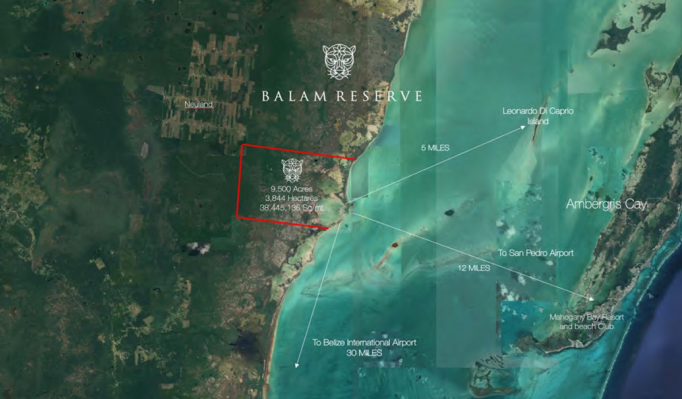 BALAM RESERVE
Neuland
Leonardo Di Caprio
Island
5 MILES
9,500 Acres
3,844 Hectares
38,445,136 Sq/mt
Ambergris Cay
To San Pedro Airport
12 MILES
Mahogany Bay Resort
and beach Club
To Belize International Airport
30 MILES